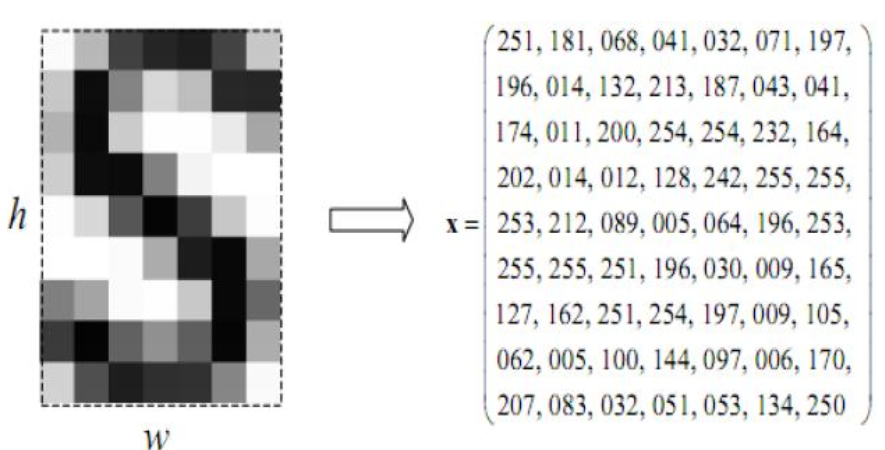 h
w
x =
251, 181, 068, 041, 032, 071, 197,
196, 014, 132, 213, 187, 043, 041,
174, 011, 200, 254, 254, 232, 164,
202, 014, 012, 128, 242, 255, 255,
253, 212, 089, 005, 064, 196, 253,
255, 255, 251, 196, 030, 009, 165,
127, 162, 251, 254, 197, 009, 105,
062, 005, 100, 144, 097, 006, 170,
207, 083, 032, 051, 053, 134, 250